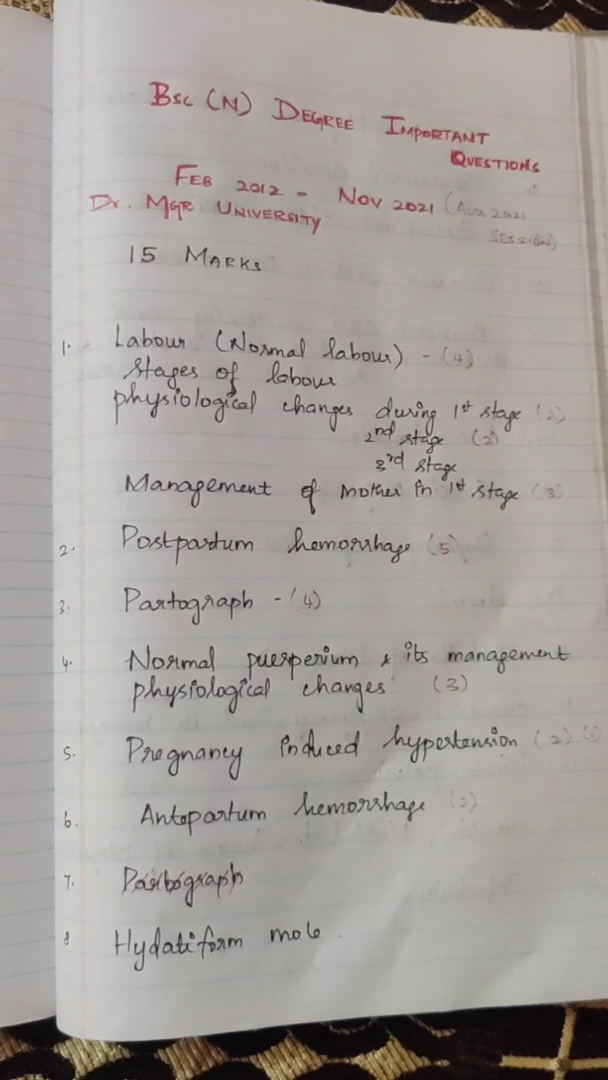 BSc (N) DEGREE IMPORTANT
QUESTIONS
FEB 2012 - NOV 2021 (AUG 2021
SESSION)
Dr. MGR UNIVERSITY
15 MARKS
1. Labour (Normal labour) - (4)
Stages of labour
physiological changes during 1st stage (2)
2nd stage (2)
3rd stage
Management of mother in 1st stage (3)
2. Postpartum hemorrhage (5)
3. Partograph - (4)
4. Normal puerperium & its management
physiological changes (3)
5. Pregnancy induced hypertension (2)
6. Antepartum hemorrhage (2)
7. Partograph
8 Hydatiform mole